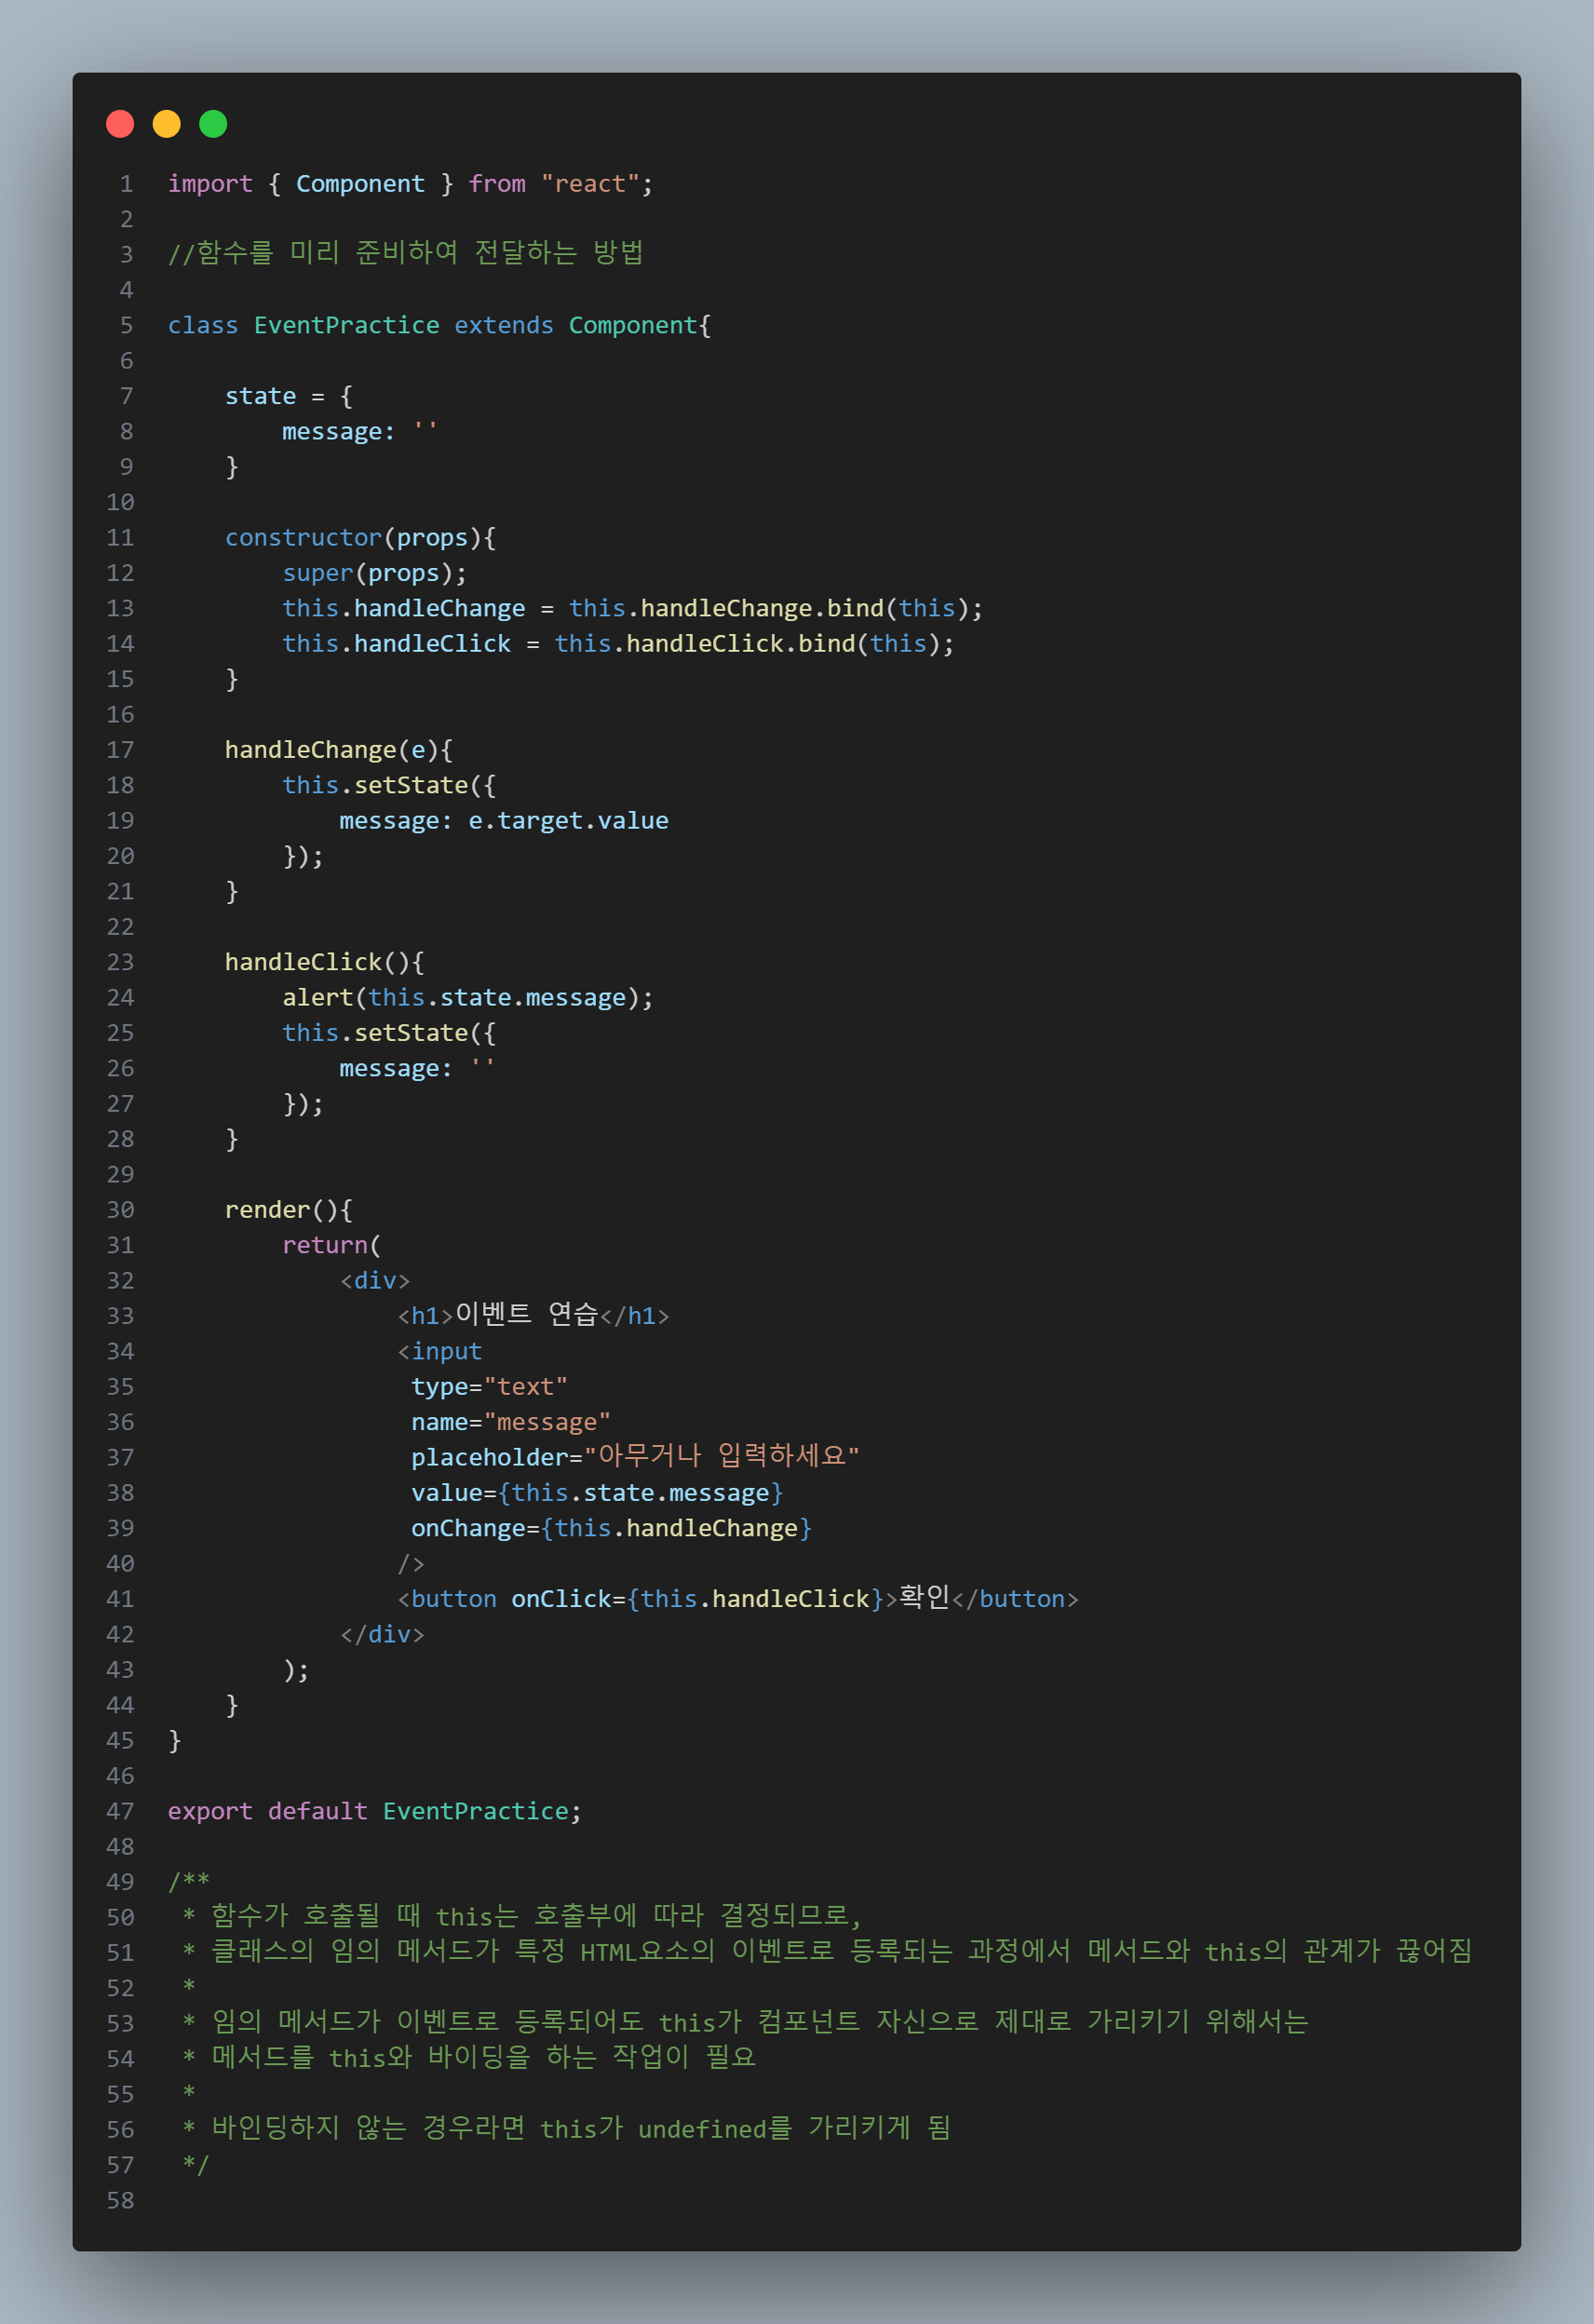 1 import { Component } from "react";
2
3 //함수를 미리 준비하여 전달하는 방법
4
5 class EventPractice extends Component{
6
7     state = {
8         message: ''
9     }
10
11     constructor(props){
12         super(props);
13         this.handleChange = this.handleChange.bind(this);
14         this.handleClick = this.handleClick.bind(this);
15     }
16
17     handleChange(e){
18         this.setState({
19             message: e.target.value
20         });
21     }
22
23     handleClick(){
24         alert(this.state.message);
25         this.setState({
26             message: ''
27         });
28     }
29
30     render(){
31         return(
32             <div>
33                 <h1>이벤트 연습</h1>
34                 <input
35                  type="text"
36                  name="message"
37                  placeholder="아무거나 입력하세요"
38                  value={this.state.message}
39                  onChange={this.handleChange}
40                 />
41                 <button onClick={this.handleClick}>확인</button>
42             </div>
43         );
44     }
45 }
46
47 export default EventPractice;
48
49 /**
50  * 함수가 호출될 때 this는 호출부에 따라 결정되므로,
51  * 클래스의 임의 메서드가 특정 HTML요소의 이벤트로 등록되는 과정에서 메서드와 this의 관계가 끊어짐
52  *
53  * 임의 메서드가 이벤트로 등록되어도 this가 컴포넌트 자신으로 제대로 가리키기 위해서는
54  * 메서드를 this와 바이딩을 하는 작업이 필요
55  *
56  * 바인딩하지 않는 경우라면 this가 undefined를 가리키게 됨
57  */
58